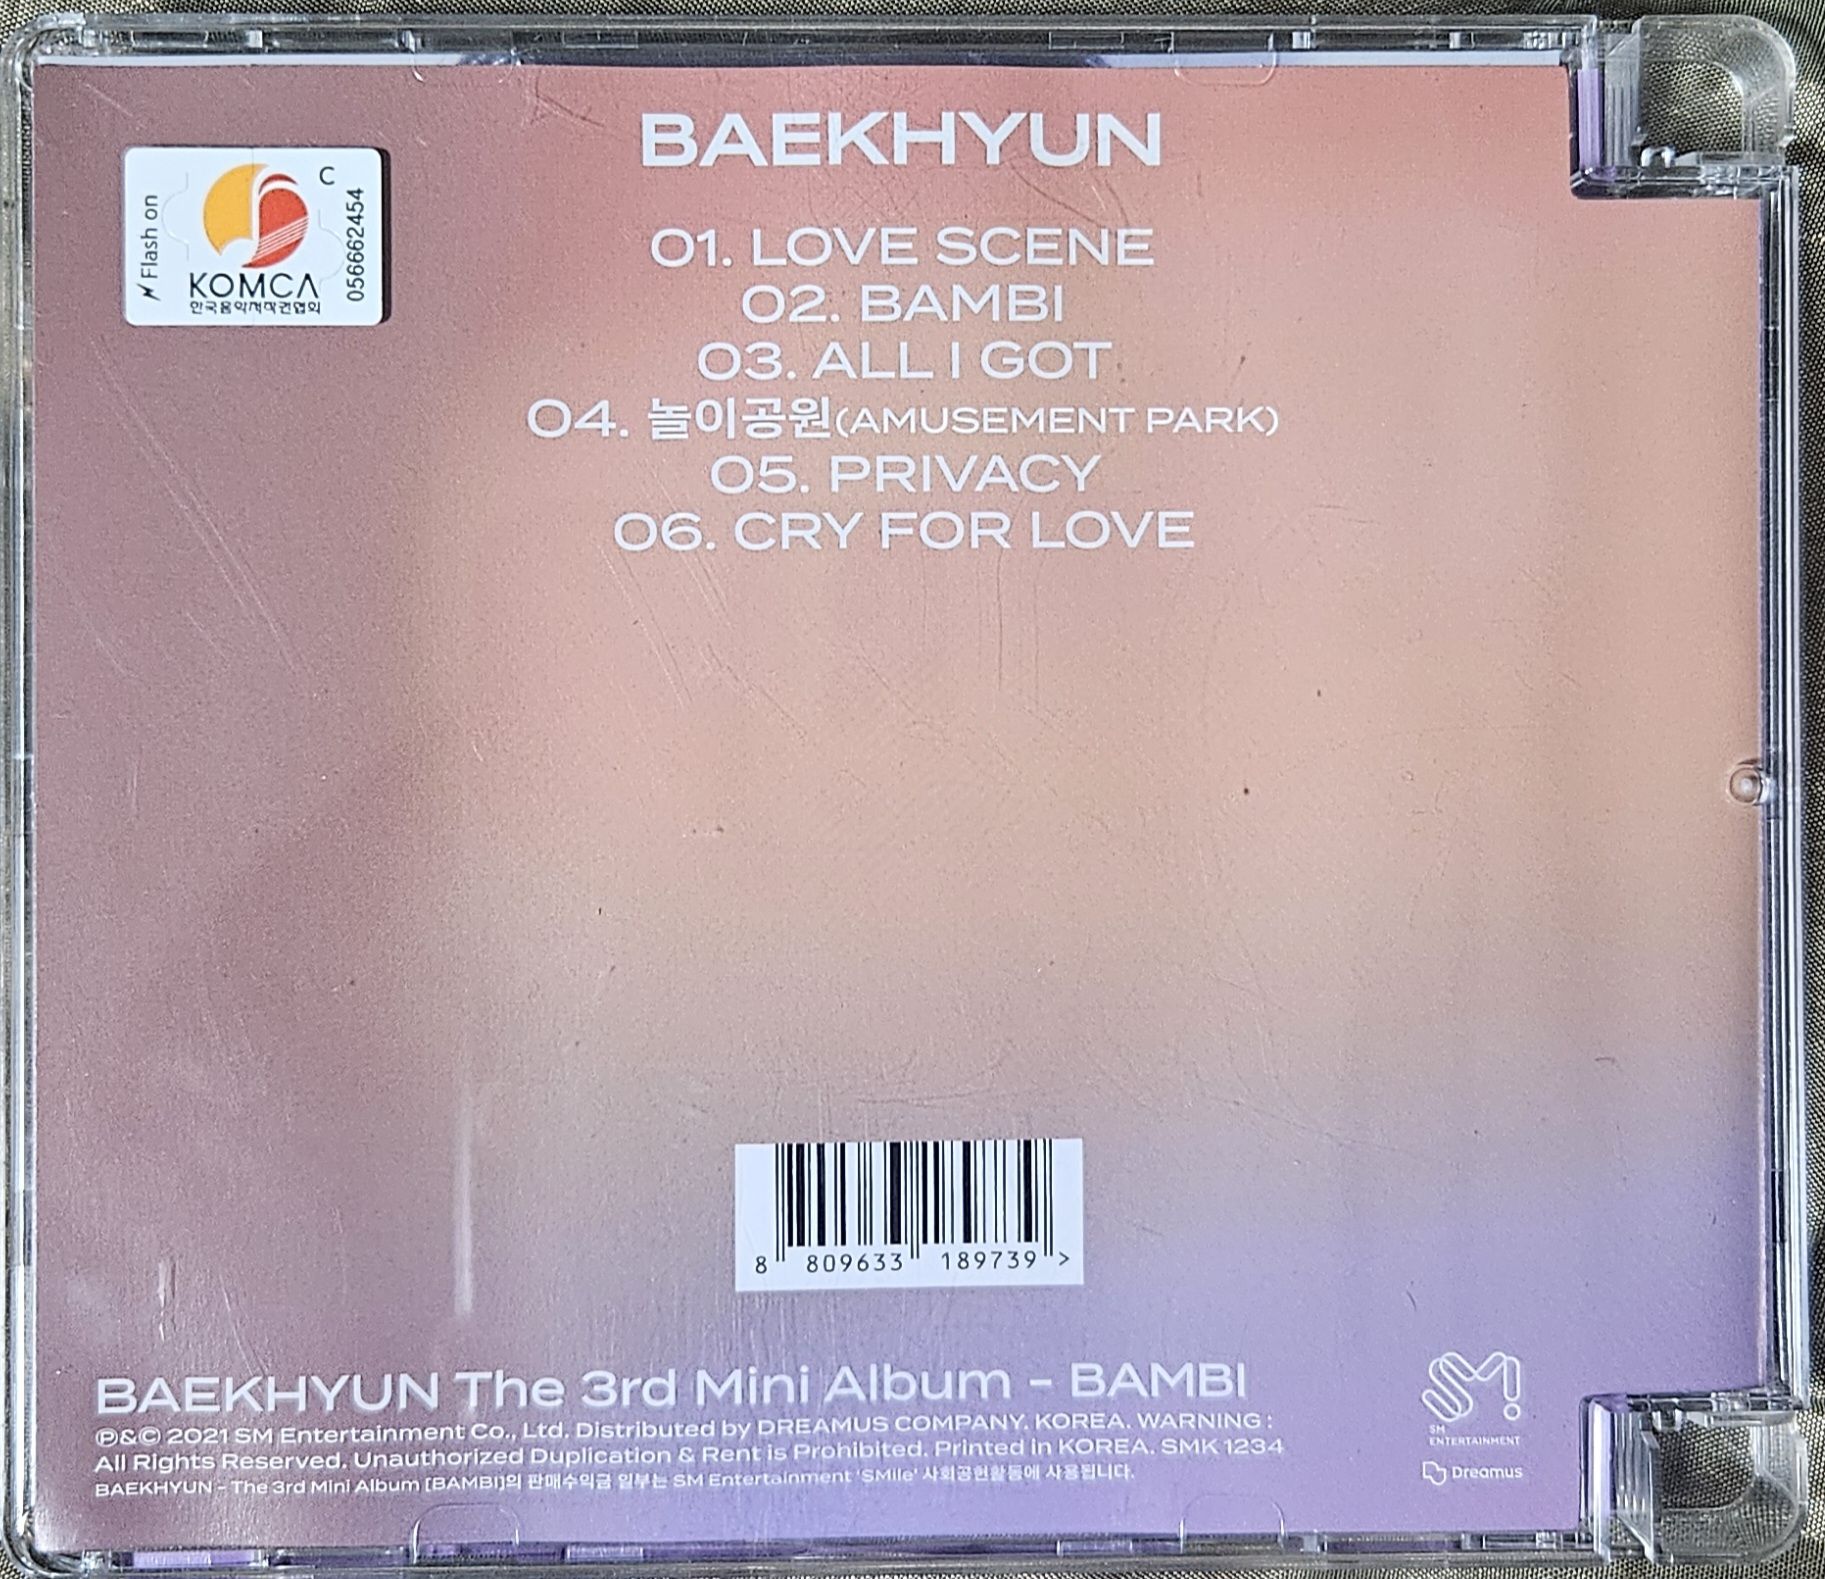 BAEKHYUN
Flash on
C
KOMCA
한국음악저작권협회
056662454
01. LOVE SCENE
02. BAMBI
03. ALL I GOT
04. 놀이공원(AMUSEMENT PARK)
05. PRIVACY
06. CRY FOR LOVE
8 809633 189739 >
BAEKHYUN The 3rd Mini Album - BAMBI
℗&© 2021 SM Entertainment Co., Ltd. Distributed by DREAMUS COMPANY. KOREA. WARNING :
All Rights Reserved. Unauthorized Duplication & Rent is Prohibited. Printed in KOREA. SMK 1234
BAEKHYUN - The 3rd Mini Album [BAMBI]의 판매수익금 일부는 SM Entertainment 'SMile' 사회공헌활동에 사용됩니다.
SM!
SM
ENTERTAINMENT
Dreamus